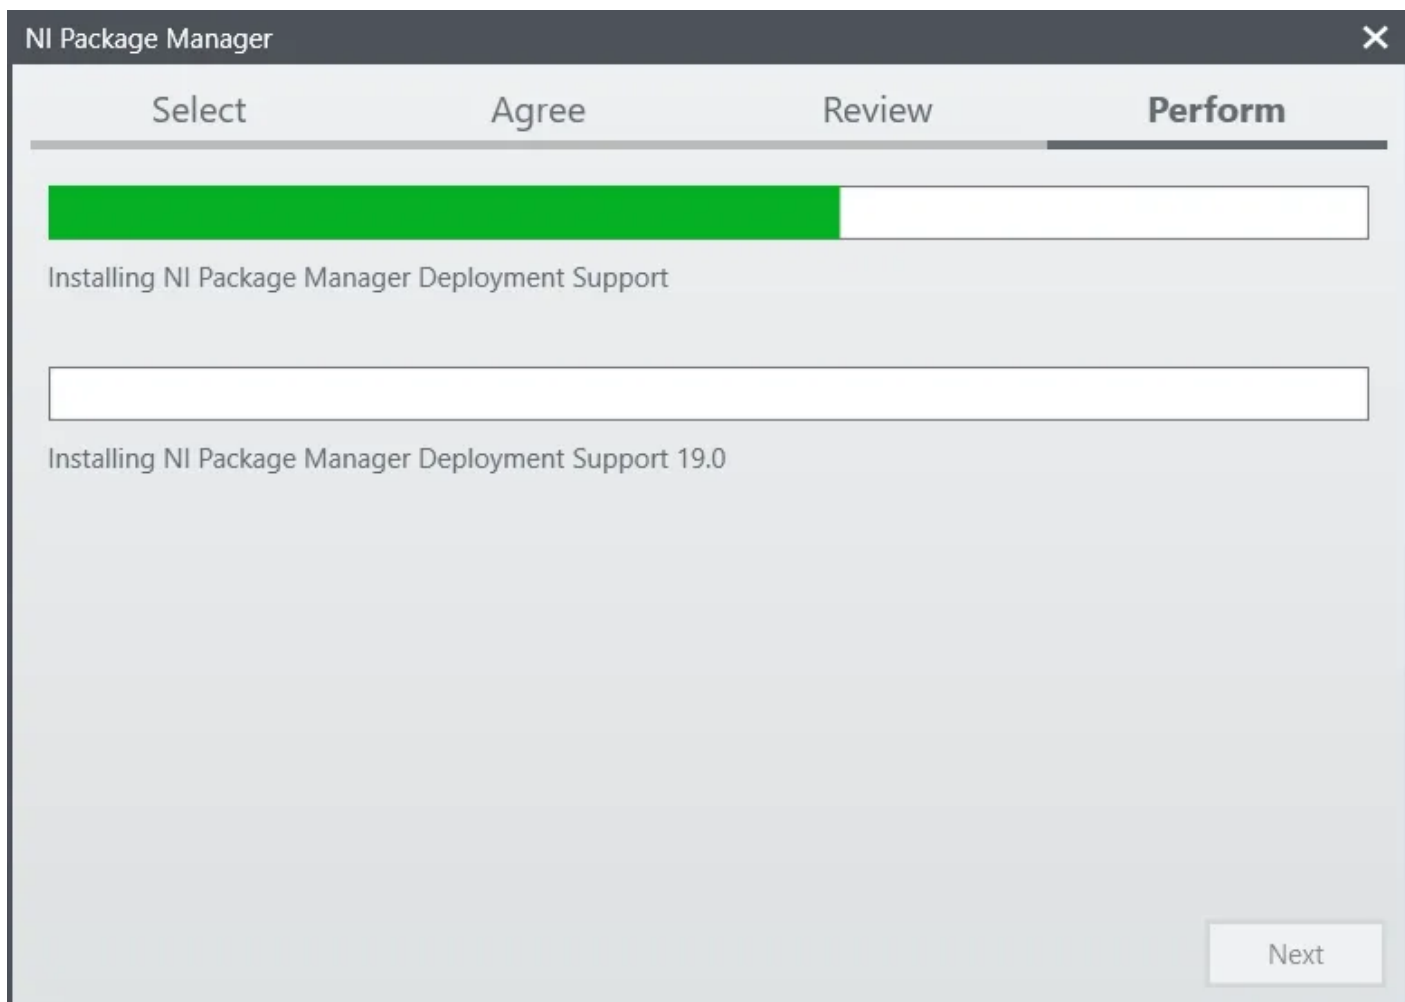 NI Package Manager
Select Agree Review Perform
Installing NI Package Manager Deployment Support
Installing NI Package Manager Deployment Support 19.0
Next